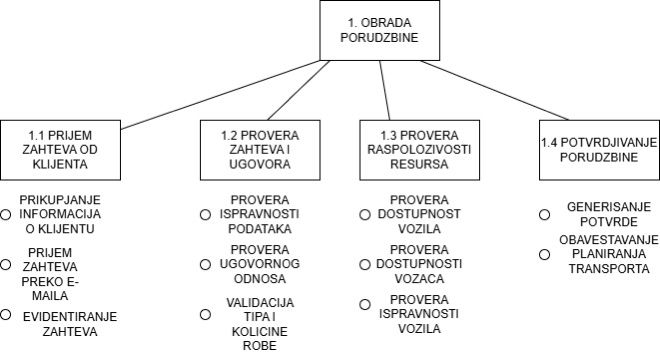 1. OBRADA
PORUDZBINE
1.1 PRIJEM
ZAHTEVA OD
KLIJENTA
1.2 PROVERA
ZAHTEVA I
UGOVORA
1.3 PROVERA
RASPOLOZIVOSTI
RESURSA
1.4 POTVRDJIVANJE
PORUDZBINE
PRIKUPJANJE
INFORMACIJA
O KLIJENTU
PRIJEM
ZAHTEVA
PREKO E-
MAILA
EVIDENTIRANJE
ZAHTEVA
PROVERA
ISPRAVNOSTI
PODATAKA
PROVERA
UGOVORNOG
ODNOSA
VALIDACIJA
TIPA I
KOLICINE
ROBE
PROVERA
DOSTUPNOST
VOZILA
PROVERA
DOSTUPNOSTI
VOZACA
PROVERA
ISPRAVNOSTI
VOZILA
GENERISANJE
POTVRDE
OBAVESTAVANJE
PLANIRANJA
TRANSPORTA